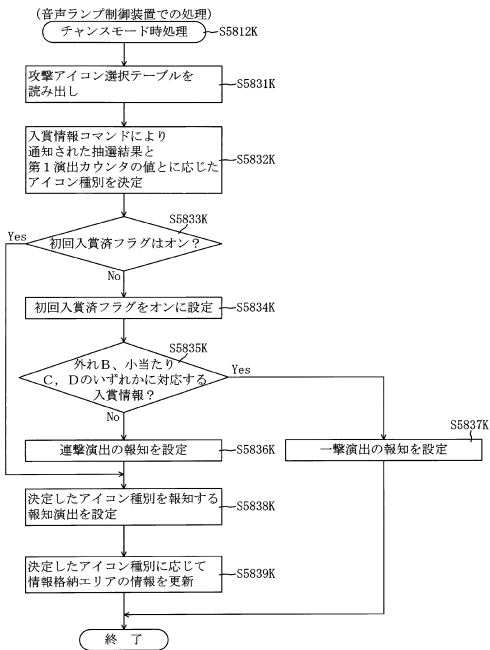 (音声ランプ制御装置での処理)
チャンスモード時処理
S5812K
攻撃アイコン選択テーブルを
読み出し
S5831K
入賞情報コマンドにより
通知された抽選結果と
第1演出カウンタの値とに応じた
アイコン種別を決定
S5832K
S5833K
Yes
初回入賞済フラグはオン?
No
初回入賞済フラグをオンに設定
S5834K
S5835K
外れB、小当たり
C,Dのいずれかに対応する
入賞情報?
Yes
No
S5837K
連撃演出の報知を設定
S5836K
一撃演出の報知を設定
決定したアイコン種別を報知する
報知演出を設定
S5838K
決定したアイコン種別に応じて
情報格納エリアの情報を更新
S5839K
終 了